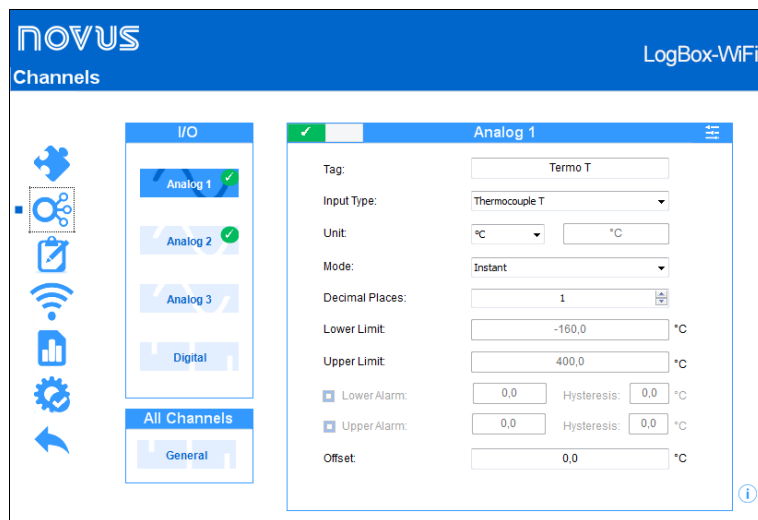 novus
LogBox-WiFi
Channels
I/O
Analog 1
Analog 2
Analog 3
Digital
All Channels
General
Analog 1
Tag: Termo T
Input Type: Thermocouple T
Unit: ºC °C
Mode: Instant
Decimal Places: 1
Lower Limit: -160,0 °C
Upper Limit: 400,0 °C
Lower Alarm: 0,0 Hysteresis: 0,0 °C
Upper Alarm: 0,0 Hysteresis: 0,0 °C
Offset: 0,0 °C